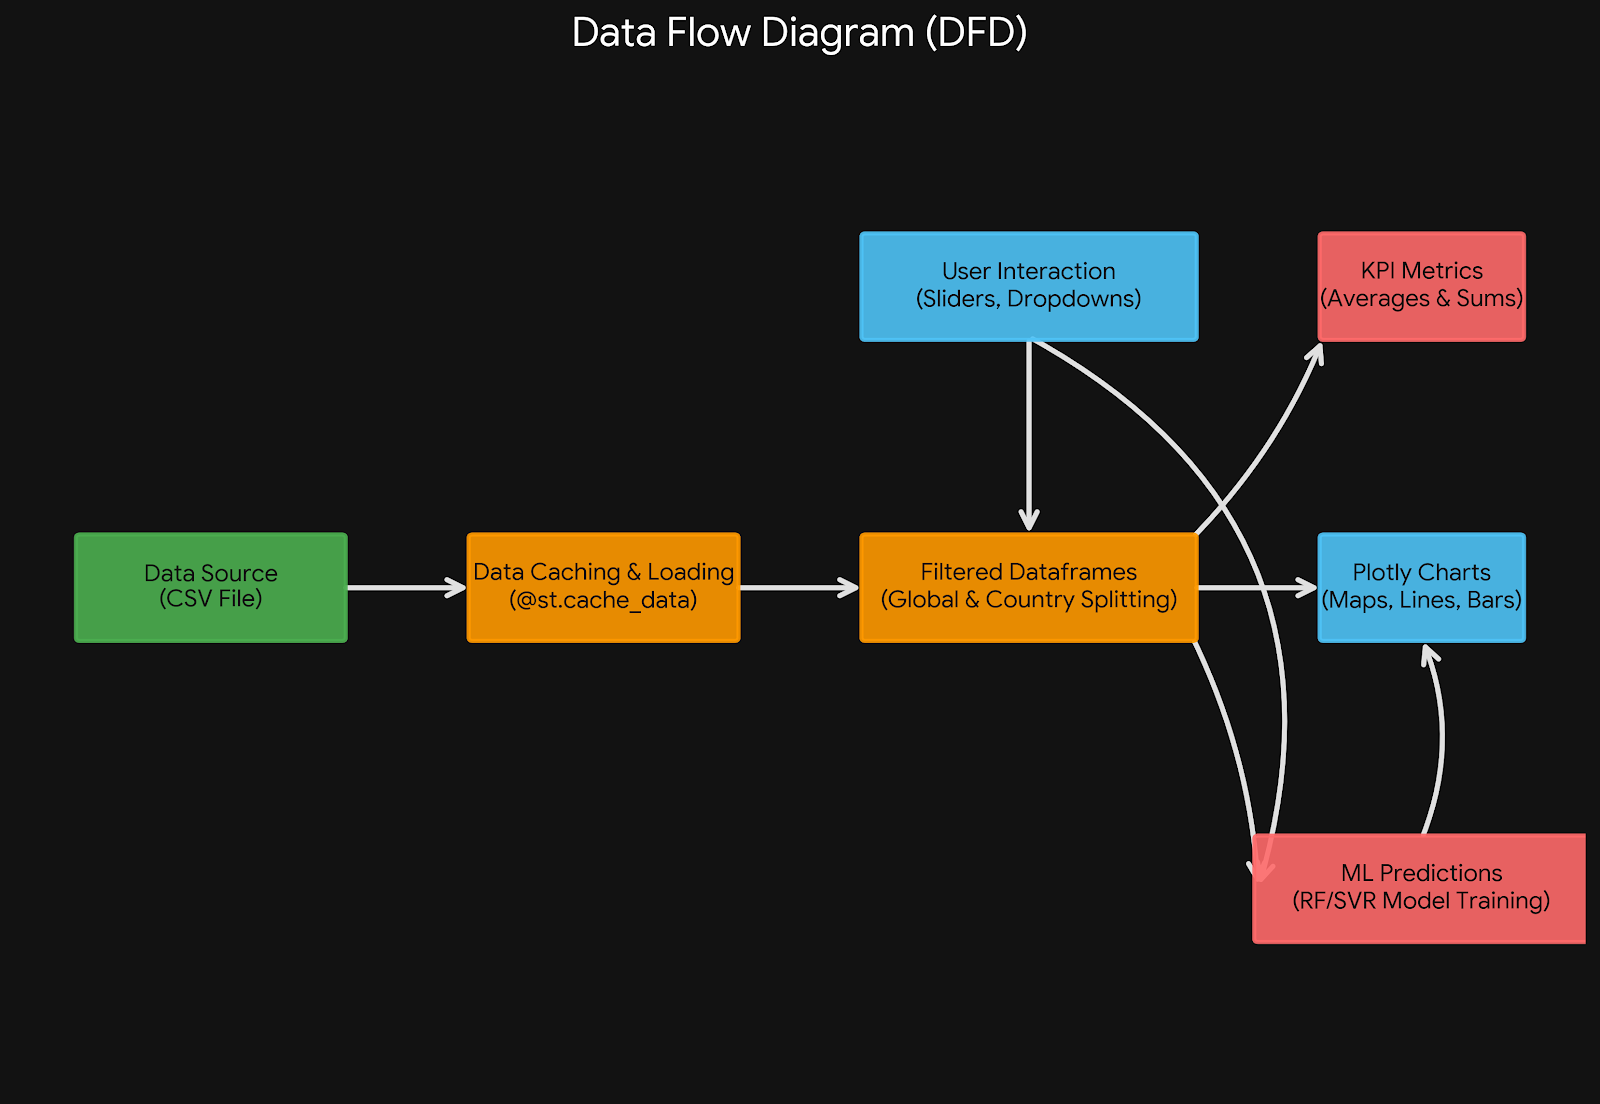 Data Flow Diagram (DFD)
User Interaction
(Sliders, Dropdowns)
KPI Metrics
(Averages & Sums)
Data Source
(CSV File)
Data Caching & Loading
(@st.cache_data)
Filtered Dataframes
(Global & Country Splitting)
Plotly Charts
(Maps, Lines, Bars)
ML Predictions
(RF/SVR Model Training)